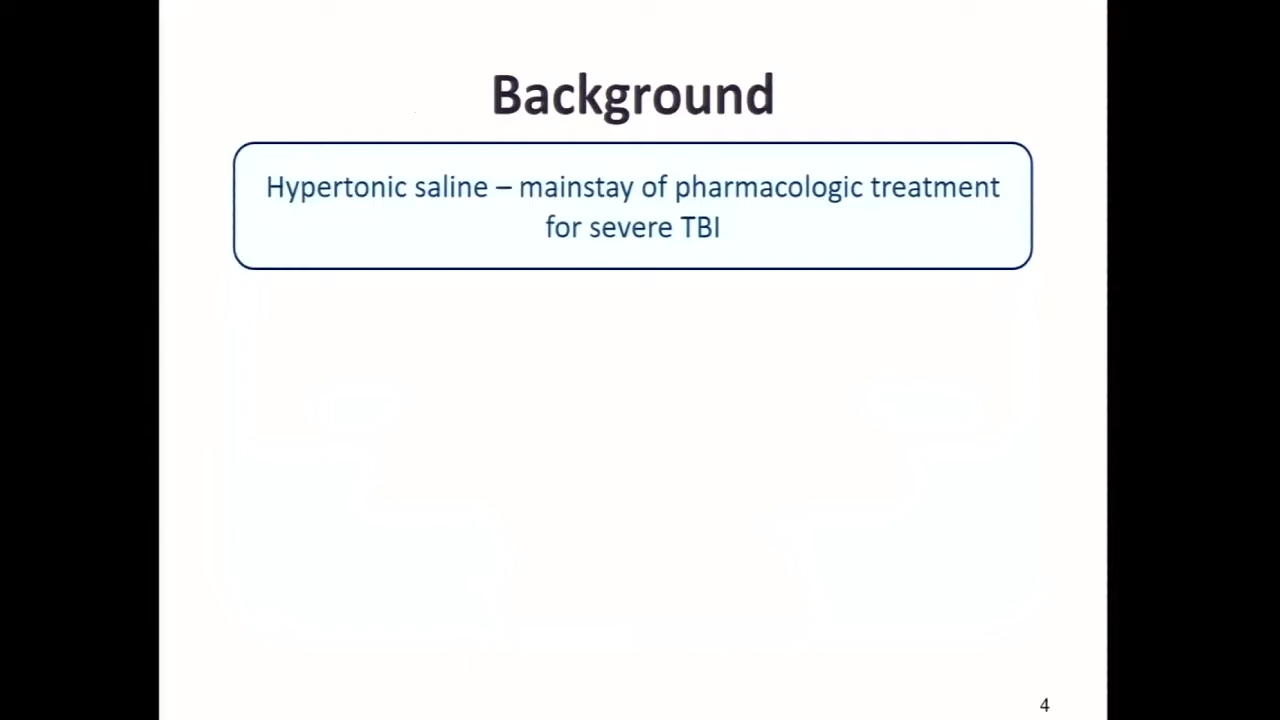 Background
Hypertonic saline – mainstay of pharmacologic treatment
for severe TBI
4